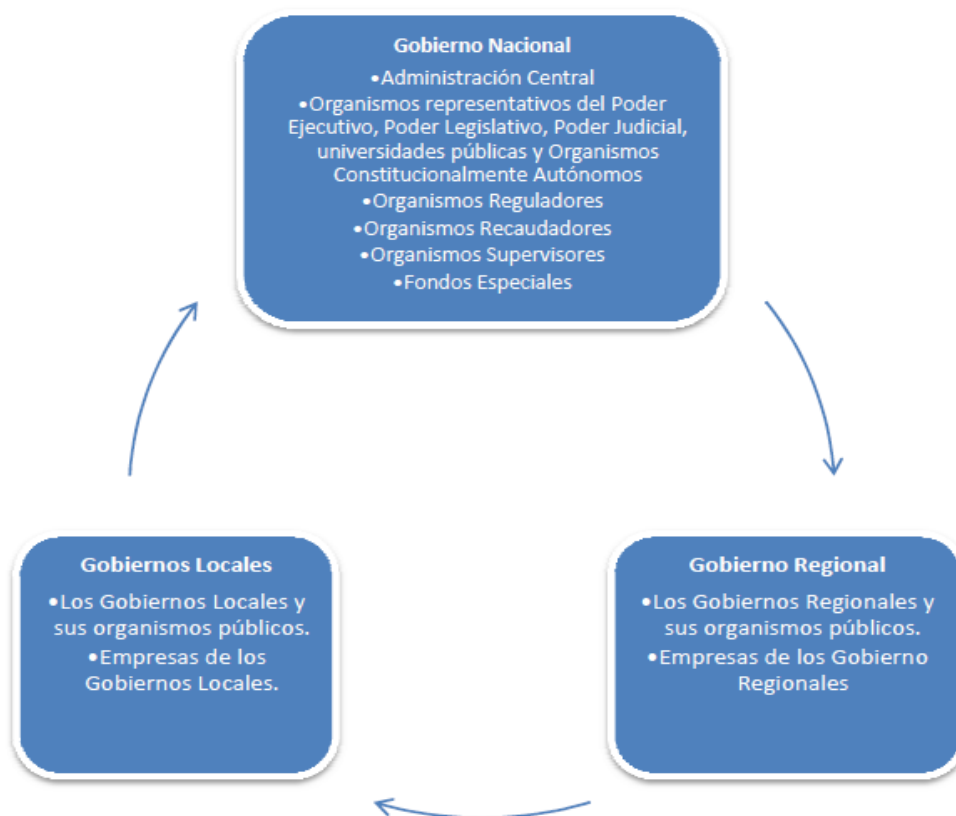 Gobierno Nacional
•Administración Central
•Organismos representativos del Poder
Ejecutivo, Poder Legislativo, Poder Judicial,
universidades públicas y Organismos
Constitucionalmente Autónomos
•Organismos Reguladores
•Organismos Recaudadores
•Organismos Supervisores
•Fondos Especiales
Gobiernos Locales
•Los Gobiernos Locales y
sus organismos públicos.
•Empresas de los
Gobiernos Locales.
Gobierno Regional
•Los Gobiernos Regionales y
sus organismos públicos.
•Empresas de los Gobierno
Regionales